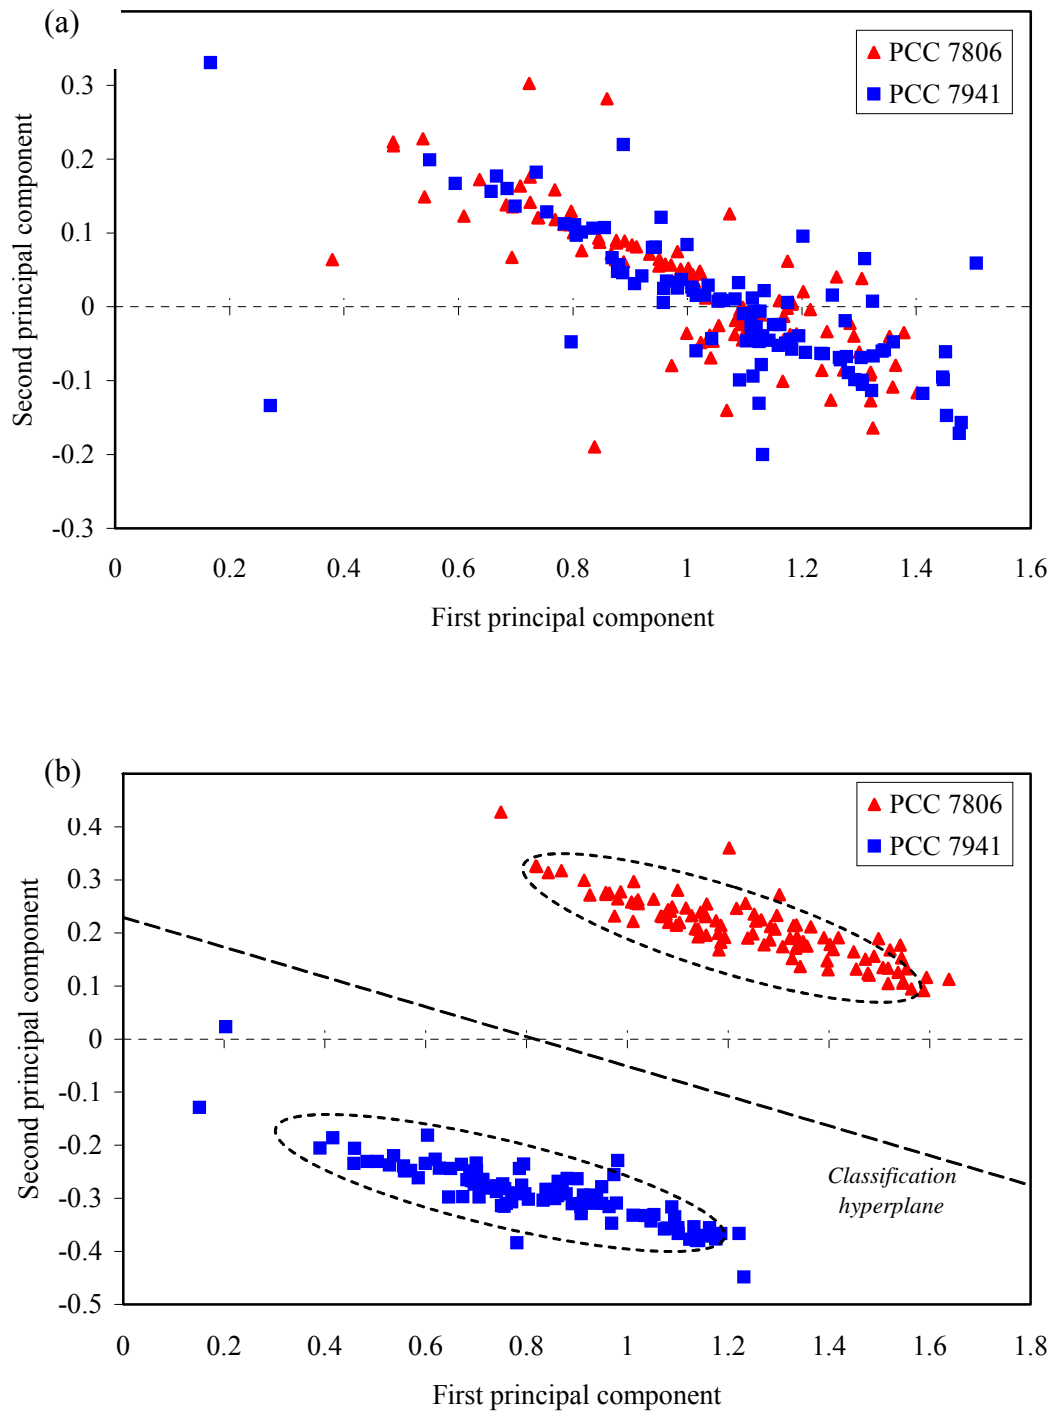 (a)
PCC 7806
PCC 7941
0.3
0.2
0.1
0
-0.1
-0.2
-0.3
Second principal component
0 0.2 0.4 0.6 0.8 1 1.2 1.4 1.6
First principal component
(b)
PCC 7806
PCC 7941
0.4
0.3
0.2
0.1
0
-0.1
-0.2
-0.3
-0.4
-0.5
Second principal component
Classification
hyperplane
0 0.2 0.4 0.6 0.8 1 1.2 1.4 1.6 1.8
First principal component